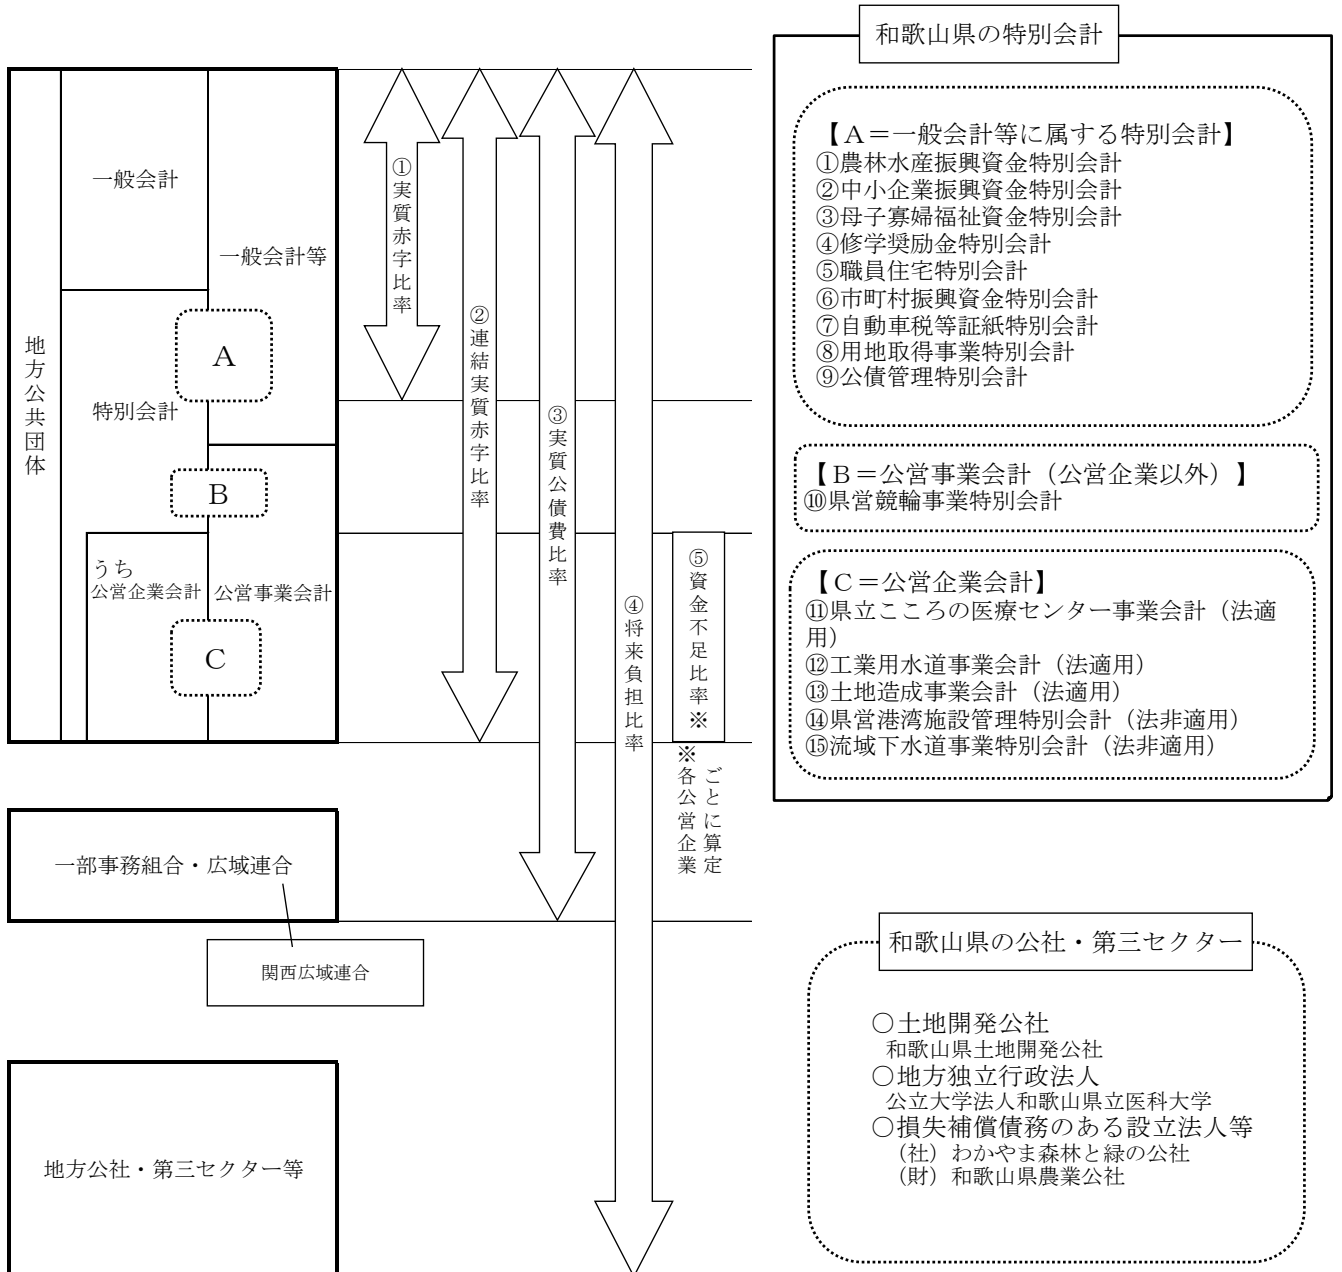 地方公共団体
一般会計
一般会計等
特別会計
A
B
C
うち
公営企業会計
公営事業会計
①実質赤字比率
②連結実質赤字比率
③実質公債費比率
④将来負担比率
⑤資金不足比率※
※各公営企業
ごとに算定
一部事務組合・広域連合
関西広域連合
地方公社・第三セクター等
和歌山県の特別会計
【A＝一般会計等に属する特別会計】
①農林水産振興資金特別会計
②中小企業振興資金特別会計
③母子寡婦福祉資金特別会計
④修学奨励金特別会計
⑤職員住宅特別会計
⑥市町村振興資金特別会計
⑦自動車税等証紙特別会計
⑧用地取得事業特別会計
⑨公債管理特別会計
【B＝公営事業会計（公営企業以外）】
⑩県営競輪事業特別会計
【C＝公営企業会計】
⑪県立こころの医療センター事業会計（法適
用）
⑫工業用水道事業会計（法適用）
⑬土地造成事業会計（法適用）
⑭県営港湾施設管理特別会計（法非適用）
⑮流域下水道事業特別会計（法非適用）
和歌山県の公社・第三セクター
○土地開発公社
和歌山県土地開発公社
○地方独立行政法人
公立大学法人和歌山県立医科大学
○損失補償債務のある設立法人等
（社）わかやま森林と緑の公社
（財）和歌山県農業公社